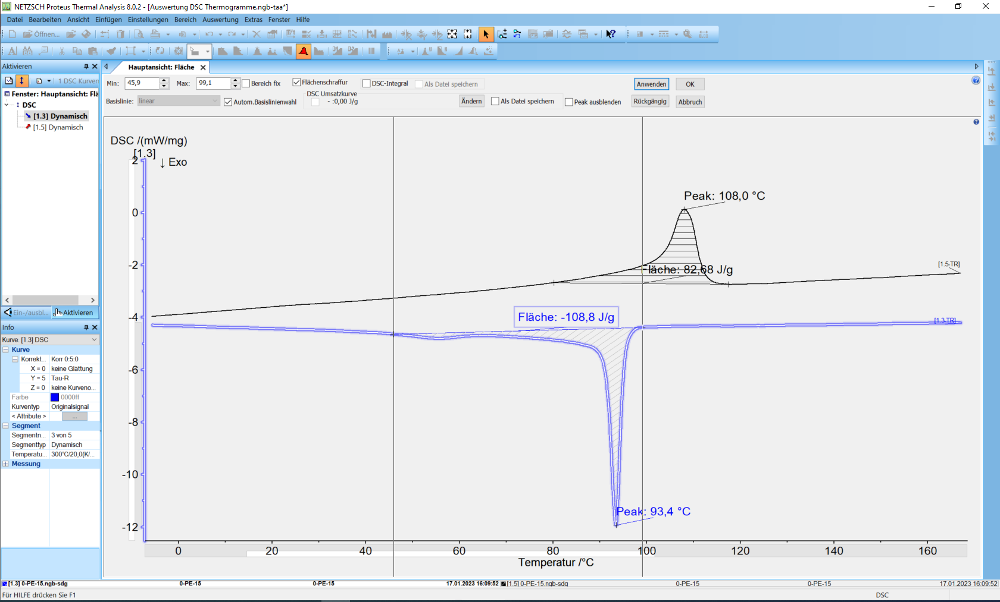 NETZSCH Proteus Thermal Analysis 8.0.2 - [Auswertung DSC Thermogramme.ngb-taa*]
Datei Bearbeiten Ansicht Einfügen Einstellungen Bereich Auswertung Extras Fenster Hilfe
Öffnen...
Aktivieren
Hauptansicht: Fläche
1 DSC Kurven
Min: 45,9 Max: 99,1 Bereich fix Flächenschraffur DSC-Integral Als Datei speichern Anwenden OK
Basislinie: linear Autom.Basislinienwahl DSC Umsatzkurve - :0,00 J/g Ändern Als Datei speichern Peak ausblenden Rückgängig Abbruch
Fenster: Hauptansicht: Flä
DSC
[1.3] Dynamisch
[1.5] Dynamisch
Ein-/ausbl... Aktivieren
Info
Kurve: [1.3] DSC
Kurve
Korrekt... Korr 0:5:0
X = 0 keine Glättung
Y = 5 Tau-R
Z = 0 keine Kurveno...
Farbe 0000ff
Kurventyp Originalsignal
< Attribute > ...
Segment
Segmentn... 3 von 5
Segmenttyp Dynamisch
Temperatu... 300°C/20,0(K/...
Messung
DSC /(mW/mg)
[1.3]
↓ Exo
2
0
-2
-4
-6
-8
-10
-12
Peak: 108,0 °C
Fläche: 82,68 J/g
[1.5-TR]
Fläche: -108,8 J/g
[1.3-TR]
Peak: 93,4 °C
0 20 40 60 80 100 120 140 160
Temperatur /°C
[1.3] 0-PE-15.ngb-sdg 0-PE-15 0-PE-15 17.01.2023 16:09:52 [1.5] 0-PE-15.ngb-sdg 0-PE-15 0-PE-15 17.01.2023 16:09:52
Für HILFE drücken Sie F1 DSC